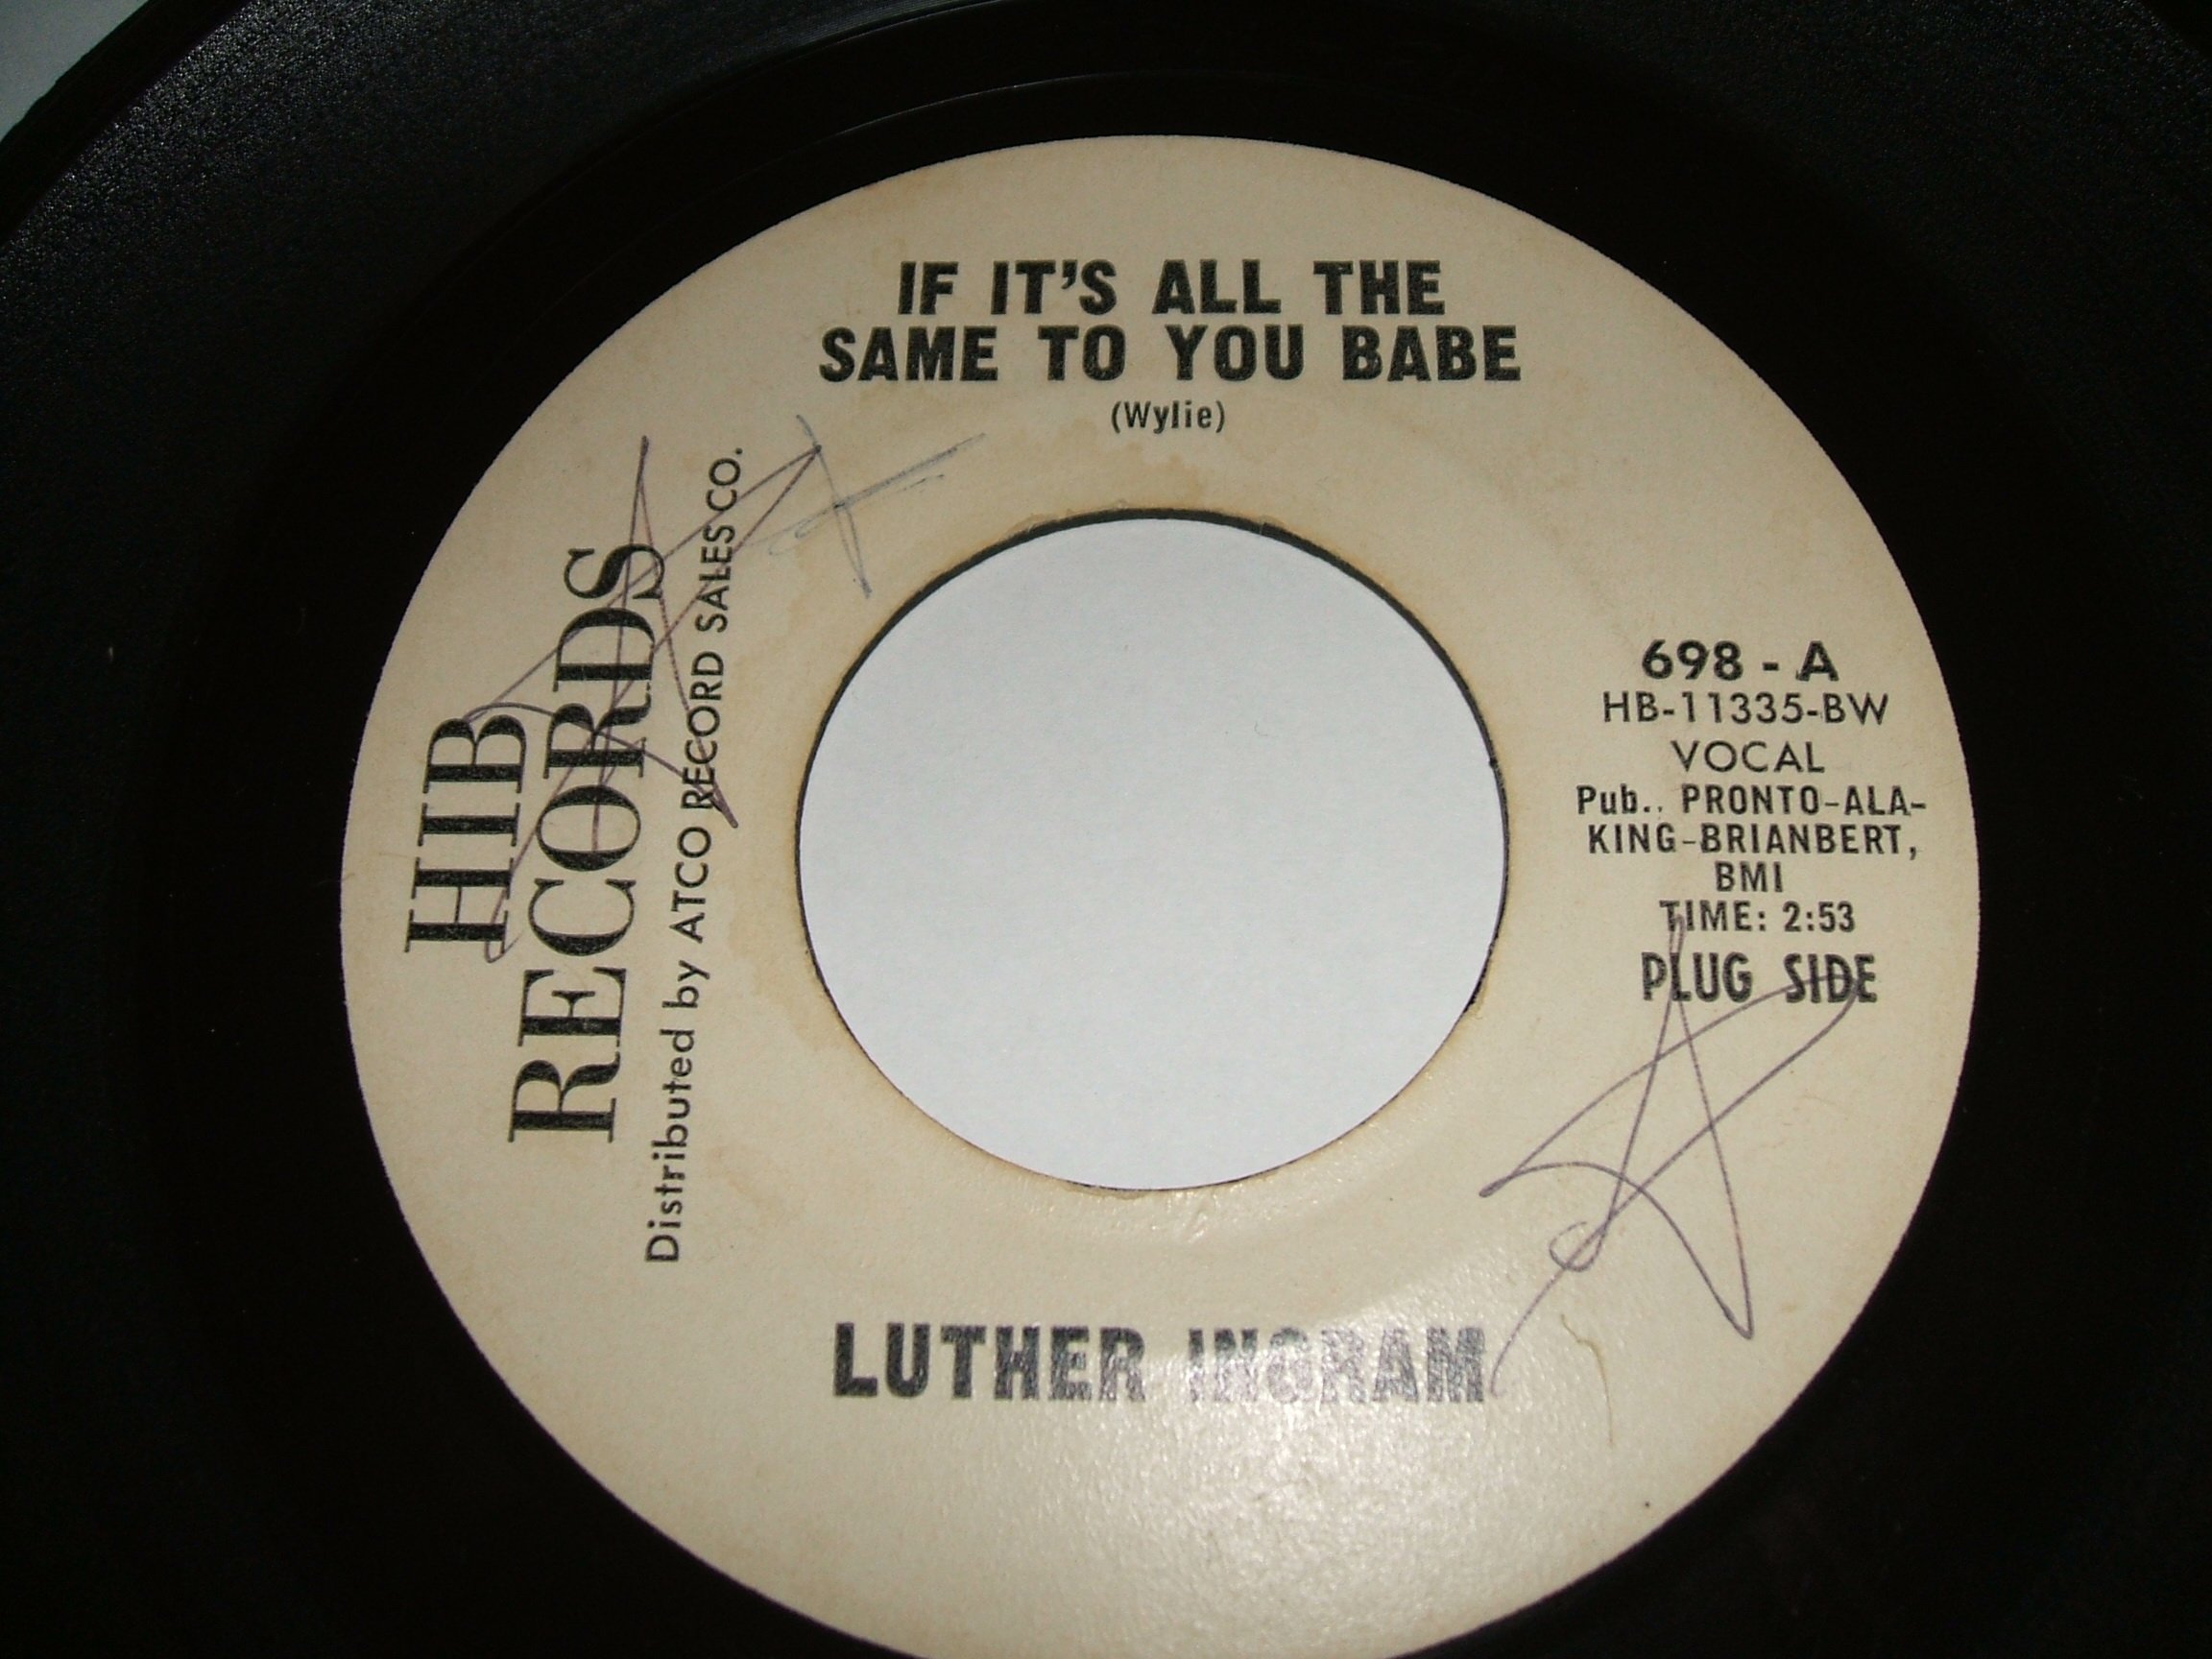 IF IT'S ALL THE
SAME TO YOU BABE
(Wylie)
HIB
RECORDS
Distributed by ATCO RECORD SALES CO.
698 - A
HB-11335-BW
VOCAL
Pub.. PRONTO-ALA-
KING-BRIANBERT,
BMI
TIME: 2:53
PLUG SIDE
LUTHER INGRAM